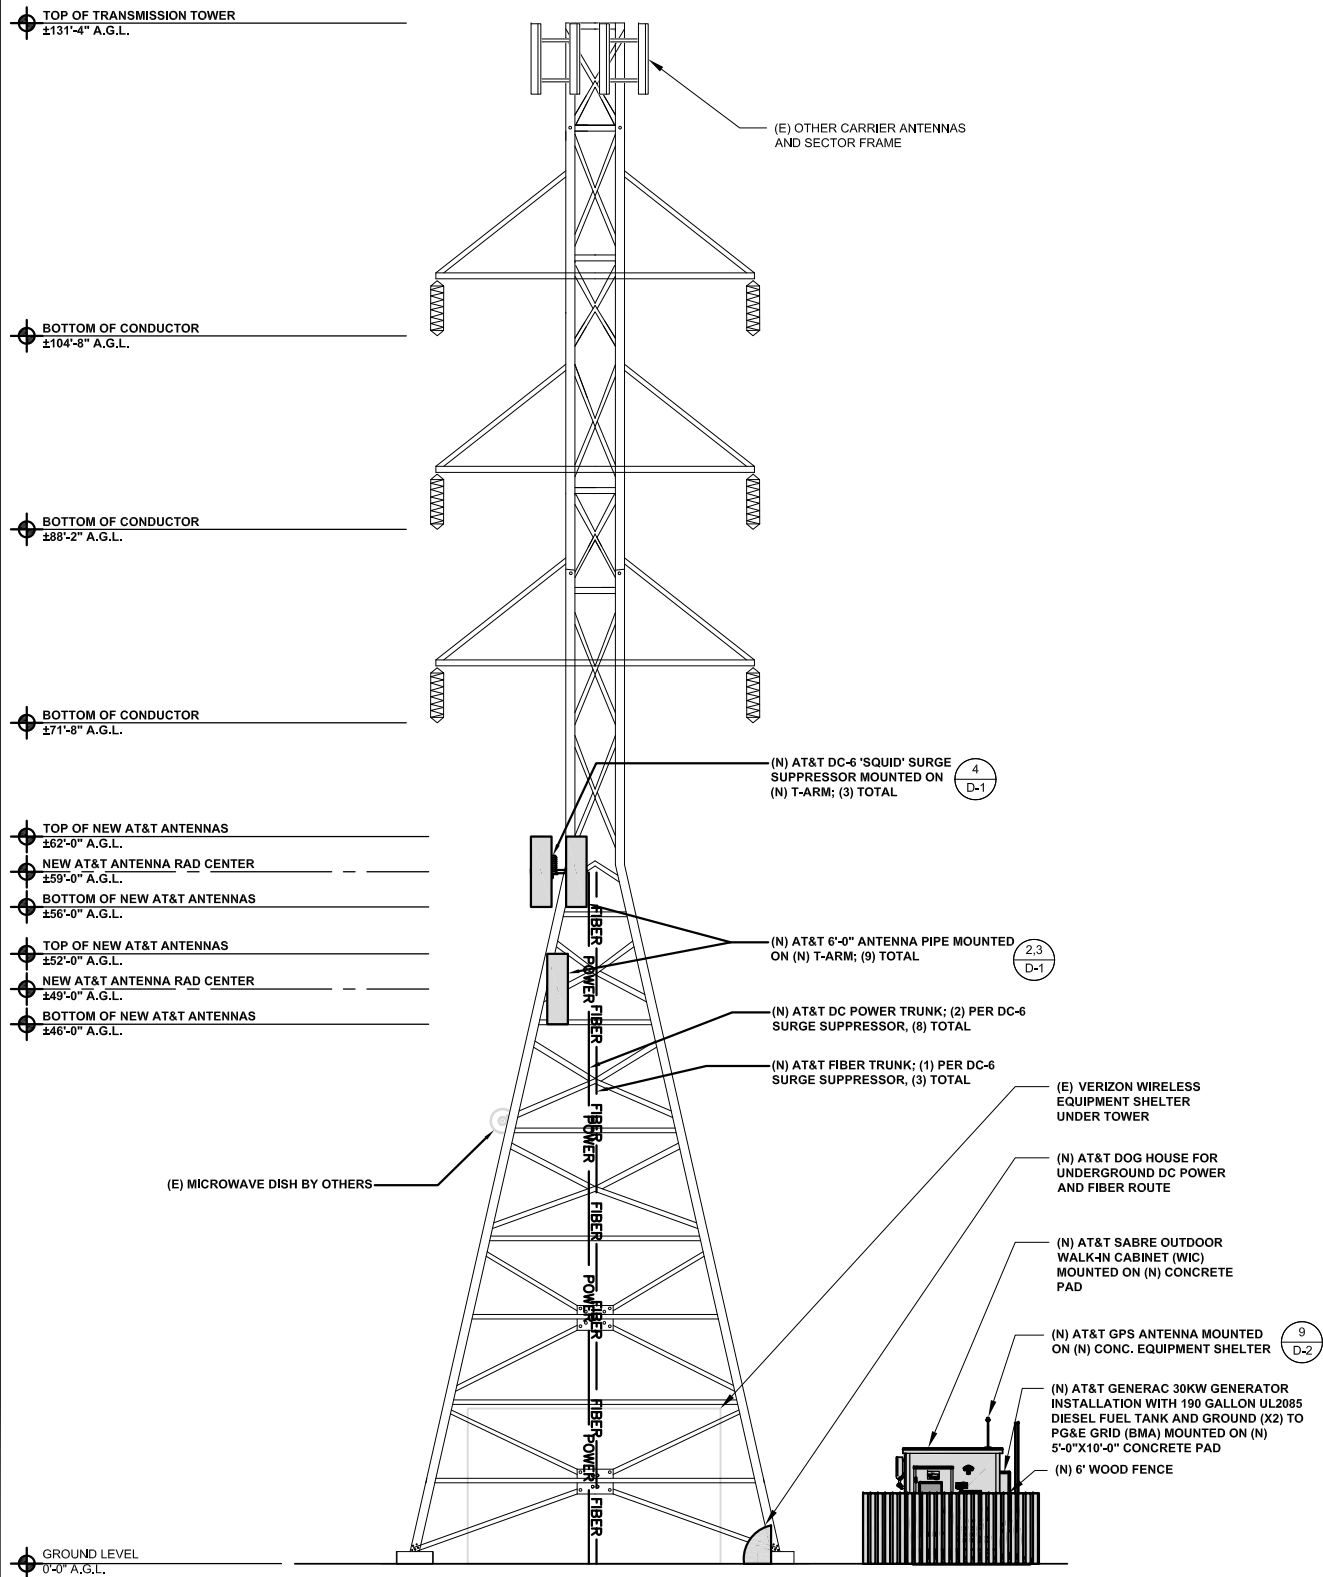 TOP OF TRANSMISSION TOWER
±131'-4" A.G.L.
(E) OTHER CARRIER ANTENNAS
AND SECTOR FRAME
BOTTOM OF CONDUCTOR
±104'-8" A.G.L.
BOTTOM OF CONDUCTOR
±88'-2" A.G.L.
BOTTOM OF CONDUCTOR
±71'-8" A.G.L.
(N) AT&T DC-6 'SQUID' SURGE
SUPPRESSOR MOUNTED ON
(N) T-ARM; (3) TOTAL
4
D-1
TOP OF NEW AT&T ANTENNAS
±62'-0" A.G.L.
NEW AT&T ANTENNA RAD CENTER
±59'-0" A.G.L.
BOTTOM OF NEW AT&T ANTENNAS
±56'-0" A.G.L.
TOP OF NEW AT&T ANTENNAS
±52'-0" A.G.L.
NEW AT&T ANTENNA RAD CENTER
±49'-0" A.G.L.
BOTTOM OF NEW AT&T ANTENNAS
±46'-0" A.G.L.
(N) AT&T 6'-0" ANTENNA PIPE MOUNTED
ON (N) T-ARM; (9) TOTAL
2,3
D-1
(N) AT&T DC POWER TRUNK; (2) PER DC-6
SURGE SUPPRESSOR, (8) TOTAL
(N) AT&T FIBER TRUNK; (1) PER DC-6
SURGE SUPPRESSOR, (3) TOTAL
FIBER
POWER
FIBER
FIBER
POWER
FIBER
POWER
FIBER
FIBER
POWER
FIBER
(E) MICROWAVE DISH BY OTHERS
(E) VERIZON WIRELESS
EQUIPMENT SHELTER
UNDER TOWER
(N) AT&T DOG HOUSE FOR
UNDERGROUND DC POWER
AND FIBER ROUTE
(N) AT&T SABRE OUTDOOR
WALK-IN CABINET (WIC)
MOUNTED ON (N) CONCRETE
PAD
(N) AT&T GPS ANTENNA MOUNTED
ON (N) CONC. EQUIPMENT SHELTER
9
D-2
(N) AT&T GENERAC 30KW GENERATOR
INSTALLATION WITH 190 GALLON UL2085
DIESEL FUEL TANK AND GROUND (X2) TO
PG&E GRID (BMA) MOUNTED ON (N)
5'-0"X10'-0" CONCRETE PAD
(N) 6' WOOD FENCE
GROUND LEVEL
0'-0" A.G.L.